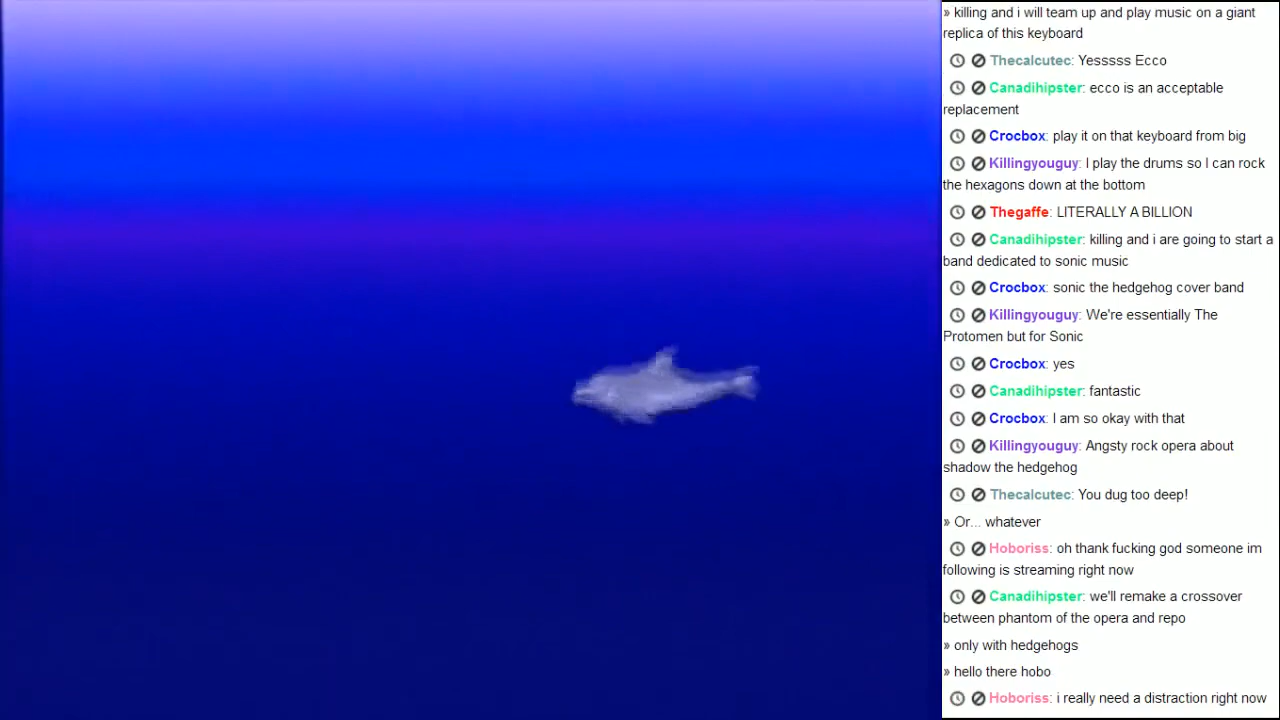 » killing and i will team up and play music on a giant
replica of this keyboard
Thecalcutec: Yesssss Ecco
Canadihipster: ecco is an acceptable
replacement
Crocbox: play it on that keyboard from big
Killingyouguy: I play the drums so I can rock
the hexagons down at the bottom
Thegaffe: LITERALLY A BILLION
Canadihipster: killing and i are going to start a
band dedicated to sonic music
Crocbox: sonic the hedgehog cover band
Killingyouguy: We're essentially The
Protomen but for Sonic
Crocbox: yes
Canadihipster: fantastic
Crocbox: I am so okay with that
Killingyouguy: Angsty rock opera about
shadow the hedgehog
Thecalcutec: You dug too deep!
» Or... whatever
Hoboriss: oh thank fucking god someone im
following is streaming right now
Canadihipster: we'll remake a crossover
between phantom of the opera and repo
» only with hedgehogs
» hello there hobo
Hoboriss: i really need a distraction right now